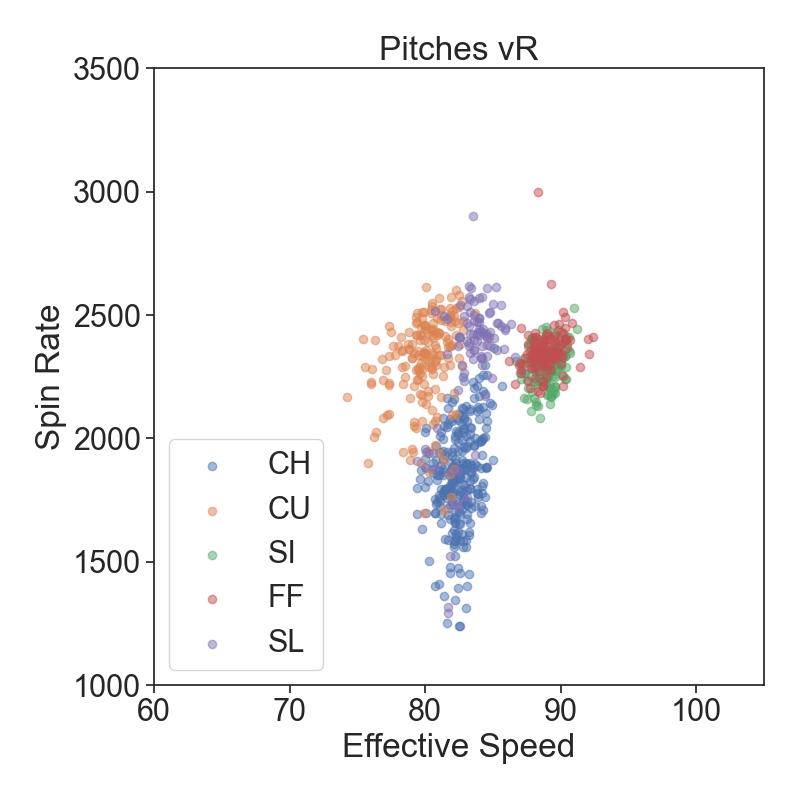 Pitches vR
3500
3000
2500
2000
1500
1000
Spin Rate
CH
CU
SI
FF
SL
60 70 80 90 100
Effective Speed